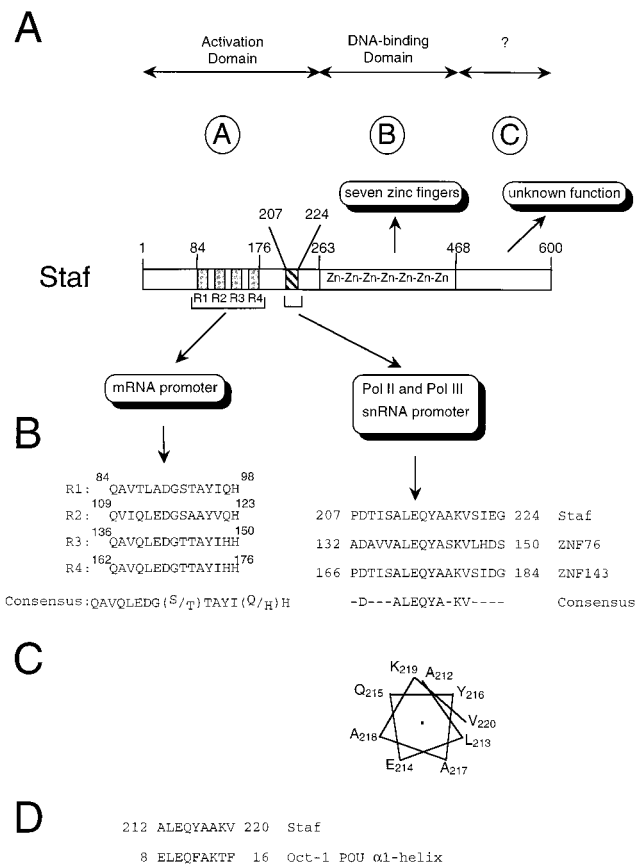 A
Activation
Domain
DNA-binding
Domain
?
A
B
C
seven zinc fingers
unknown function
207
224
1
84
176
263
468
600
Staf
Zn-Zn-Zn-Zn-Zn-Zn-Zn
R1 R2 R3 R4
mRNA promoter
Pol II and Pol III
snRNA promoter
B
R1: 84 QAVTLADGSTAYIQH 98
R2: 109 QVIQLEDGSAAYVQH 123
R3: 136 QAVQLEDGTTAYIHH 150
R4: 162 QAVQLEDGTTAYIHH 176
Consensus:QAVQLEDG(S/T)TAYI(Q/H)H
207 PDTISALEQYAAKVSIEG 224 Staf
132 ADAVVALEQYASKVLHDS 150 ZNF76
166 PDTISALEQYAAKVSIDG 184 ZNF143
-D---ALEQYA-KV---- Consensus
C
K219
A212
Q215
Y216
V220
A218
L213
E214
A217
D
212 ALEQYAAKV 220 Staf
8 ELEQFAKTF 16 Oct-1 POU α1-helix